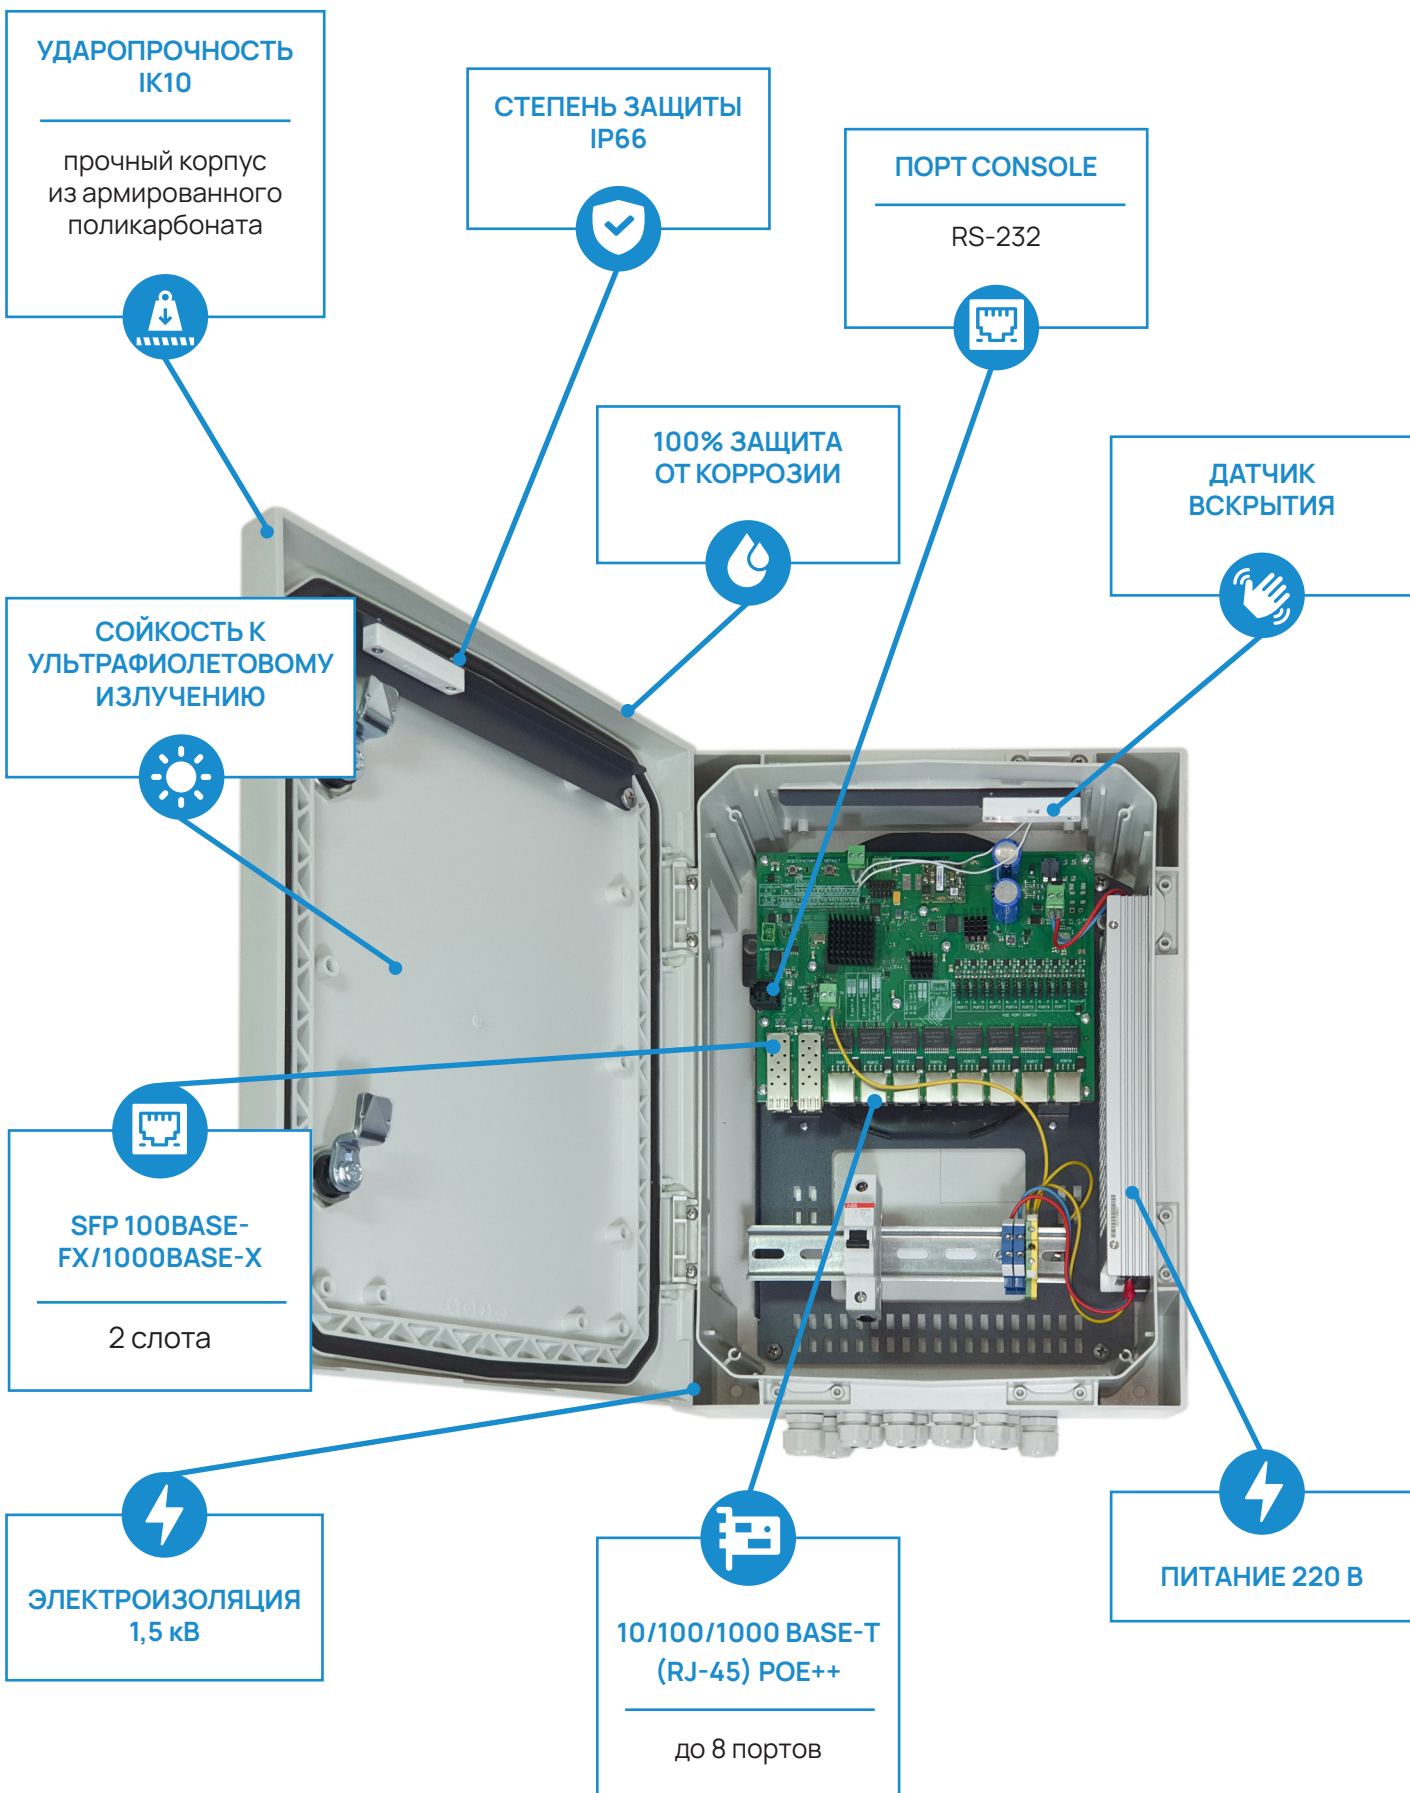 УДАРОПРОЧНОСТЬ
IK10
прочный корпус
из армированного
поликарбоната
СТЕПЕНЬ ЗАЩИТЫ
IP66
ПОРТ CONSOLE
RS-232
100% ЗАЩИТА
ОТ КОРРОЗИИ
ДАТЧИК
ВСКРЫТИЯ
СОЙКОСТЬ К
УЛЬТРАФИОЛЕТОВОМУ
ИЗЛУЧЕНИЮ
SFP 100BASE-
FX/1000BASE-X
2 слота
ЭЛЕКТРОИЗОЛЯЦИЯ
1,5 кВ
10/100/1000 BASE-T
(RJ-45) POE++
до 8 портов
ПИТАНИЕ 220 В